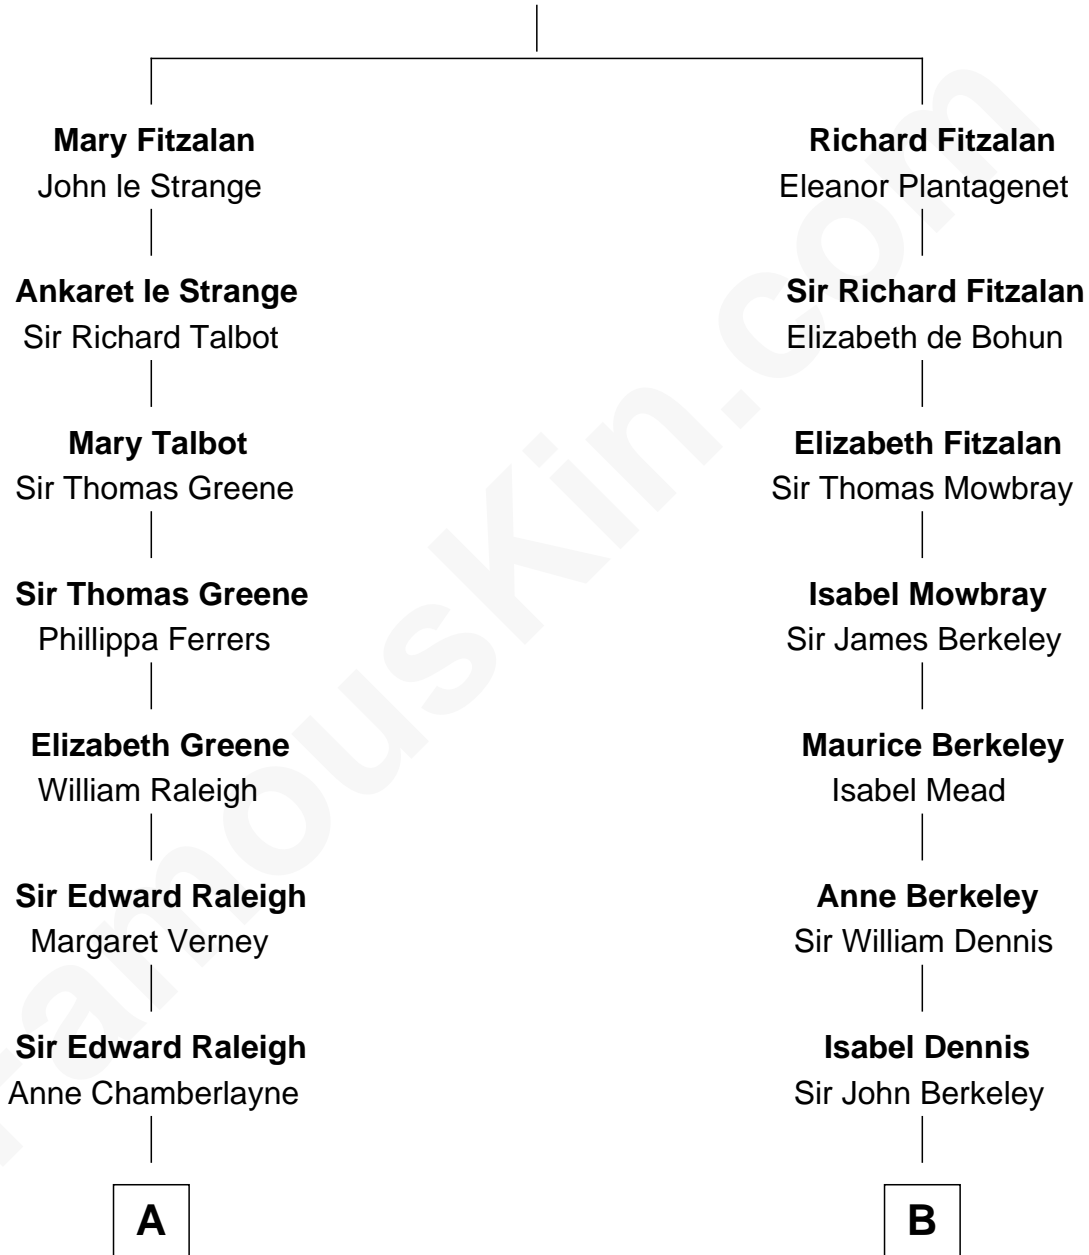 Mary Fitzalan
John le Strange
Ankaret le Strange
Sir Richard Talbot
Mary Talbot
Sir Thomas Greene
Sir Thomas Greene
Phillippa Ferrers
Elizabeth Greene
William Raleigh
Sir Edward Raleigh
Margaret Verney
Sir Edward Raleigh
Anne Chamberlayne
A
Richard Fitzalan
Eleanor Plantagenet
Sir Richard Fitzalan
Elizabeth de Bohun
Elizabeth Fitzalan
Sir Thomas Mowbray
Isabel Mowbray
Sir James Berkeley
Maurice Berkeley
Isabel Mead
Anne Berkeley
Sir William Dennis
Isabel Dennis
Sir John Berkeley
B
FamousKin.com